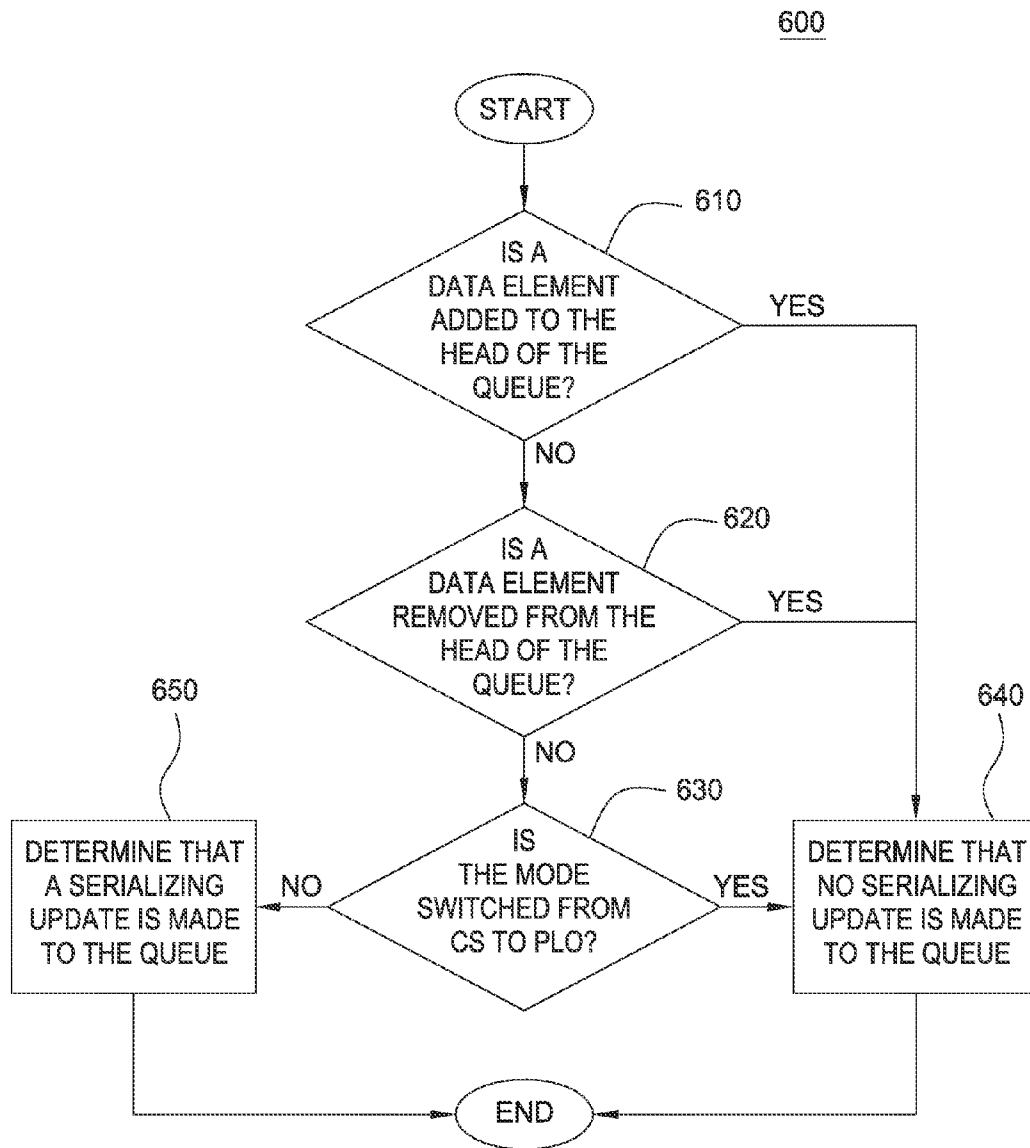 600
START
610
IS A
DATA ELEMENT
ADDED TO THE
HEAD OF THE
QUEUE?
YES
NO
620
IS A
DATA ELEMENT
REMOVED FROM THE
HEAD OF THE
QUEUE?
YES
NO
650
640
630
DETERMINE THAT
A SERIALIZING
UPDATE IS MADE
TO THE QUEUE
NO
IS
THE MODE
SWITCHED FROM
CS TO PLO?
YES
DETERMINE THAT
NO SERIALIZING
UPDATE IS MADE
TO THE QUEUE
END